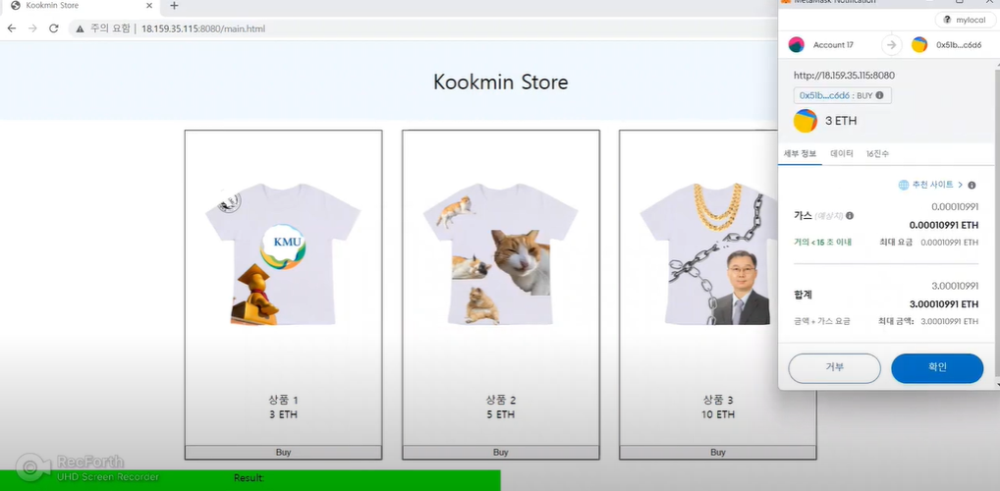 Kookmin Store
주의 요함
18.159.35.115:8080/main.html
Kookmin Store
KMU
상품 1
3 ETH
Buy
상품 2
5 ETH
Buy
상품 3
10 ETH
Buy
Result:
RecForth
UHD Screen Recorder
MetaMask Notification
mylocal
Account 17
0x51b...c6d6
http://18.159.35.115:8080
0x51b...c6d6 : BUY
3 ETH
세부 정보 데이터 16진수
추천 사이트 >
0.00010991
가스 (예상치) 0.00010991 ETH
거의 < 15 초 이내 최대 요금 0.00010991 ETH
3.00010991
합계 3.00010991 ETH
금액 + 가스 요금 최대 금액: 3.00010991 ETH
거부 확인